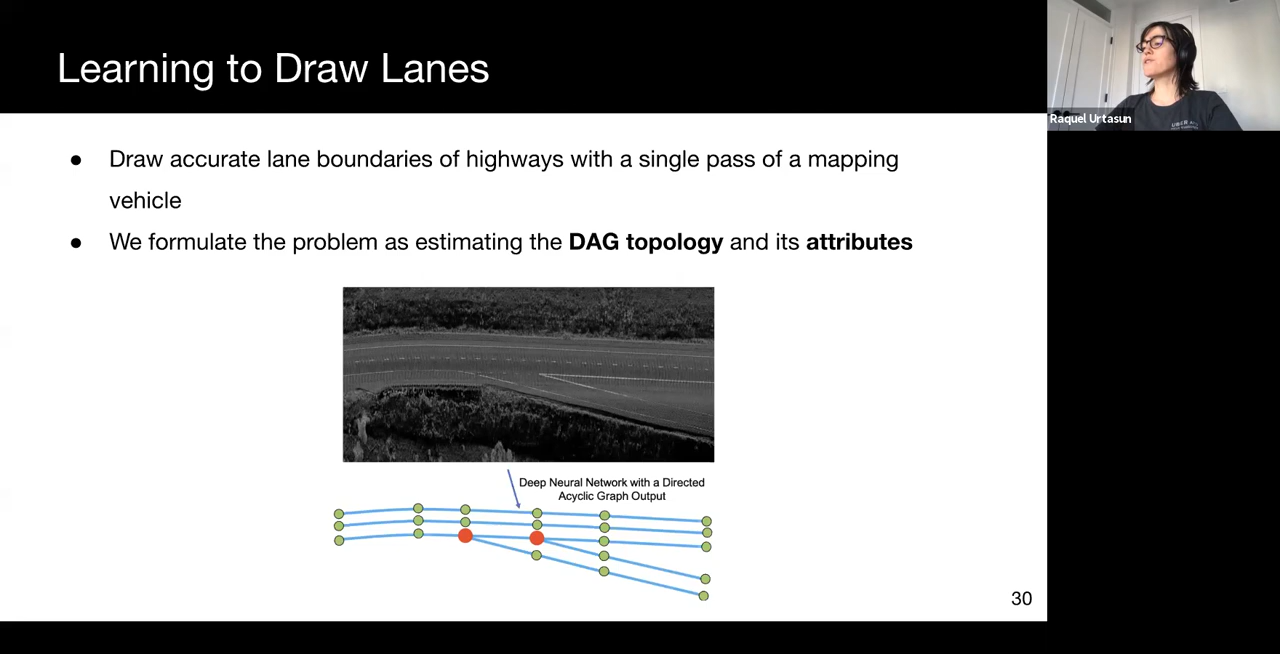 Learning to Draw Lanes
Raquel Urtasun
UBER
● Draw accurate lane boundaries of highways with a single pass of a mapping
vehicle
● We formulate the problem as estimating the DAG topology and its attributes
Deep Neural Network with a Directed
Acyclic Graph Output
30